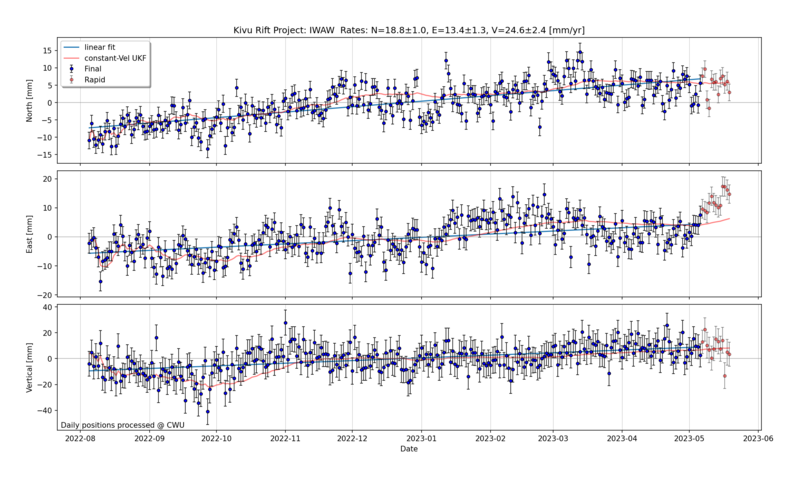 Kivu Rift Project: IWAW Rates: N=18.8±1.0, E=13.4±1.3, V=24.6±2.4 [mm/yr]
linear fit
constant-Vel UKF
Final
Rapid
North [mm]
15
10
5
0
−5
−10
−15
East [mm]
20
10
0
−10
−20
Vertical [mm]
40
20
0
−20
−40
Daily positions processed @ CWU
2022-08 2022-09 2022-10 2022-11 2022-12 2023-01 2023-02 2023-03 2023-04 2023-05 2023-06
Date